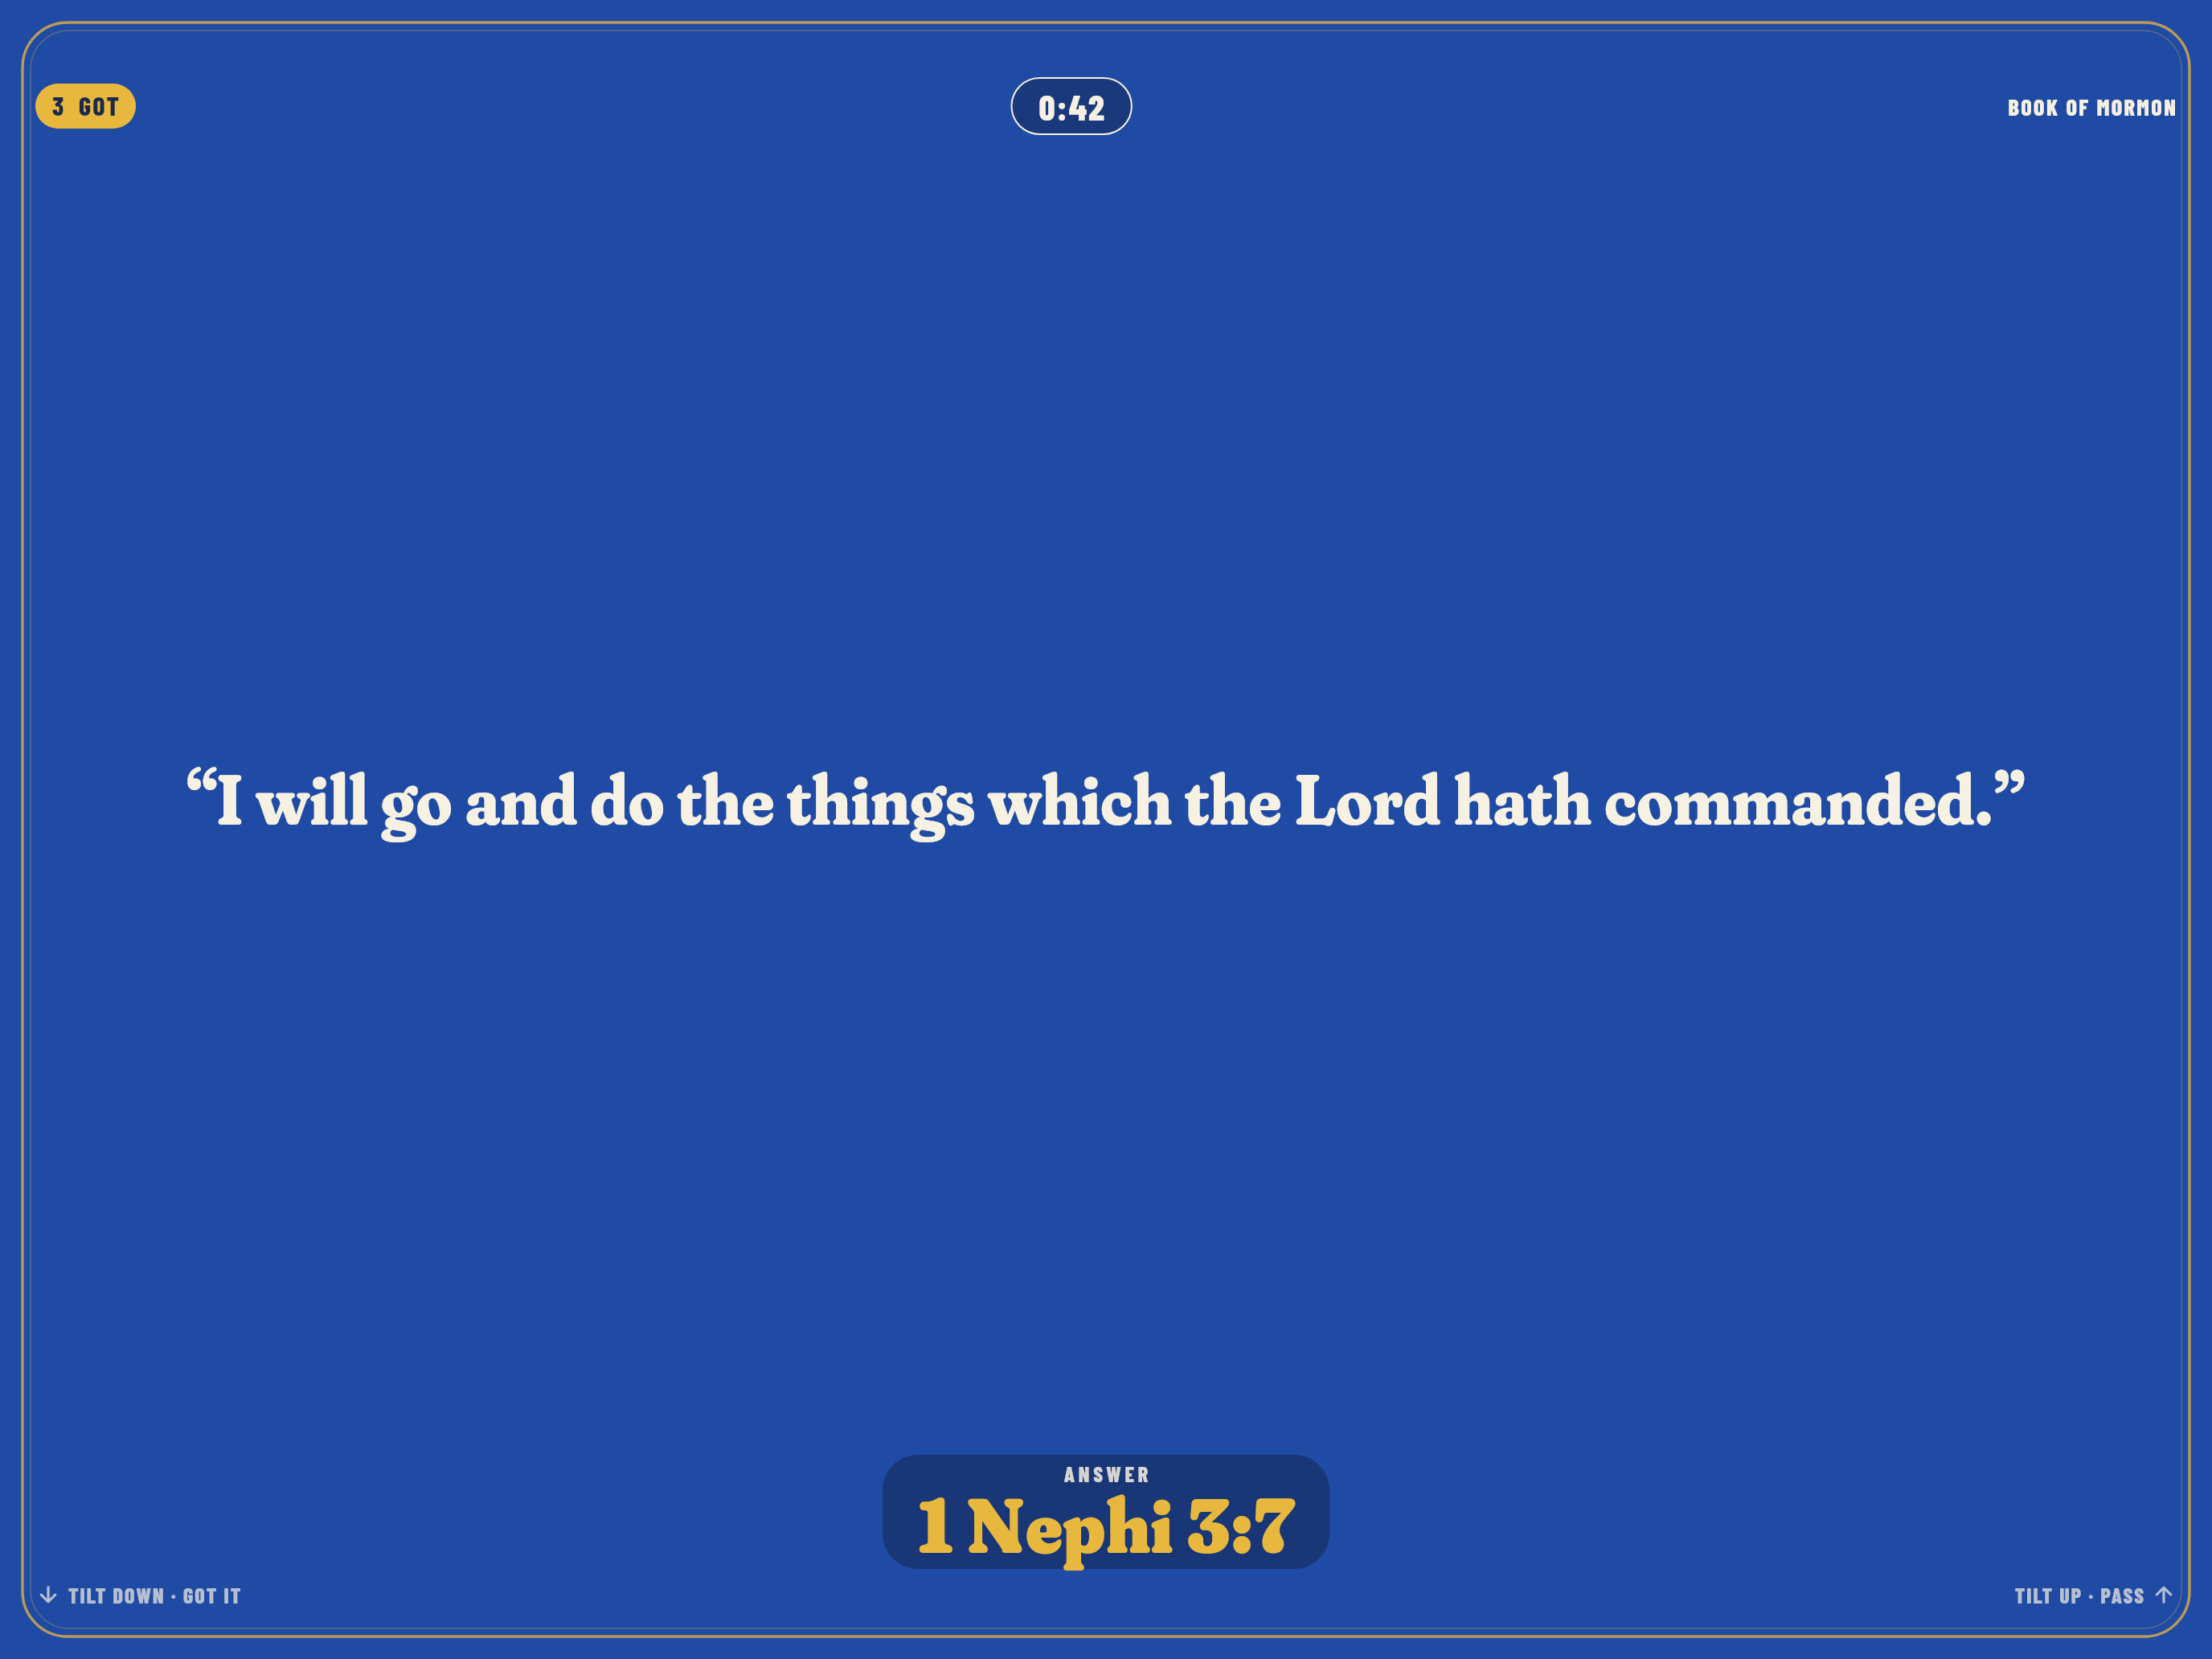 3 GOT
0:42
BOOK OF MORMON
“I will go and do the things which the Lord hath commanded.”
ANSWER
1 Nephi 3:7
↓ TILT DOWN · GOT IT
TILT UP · PASS ↑